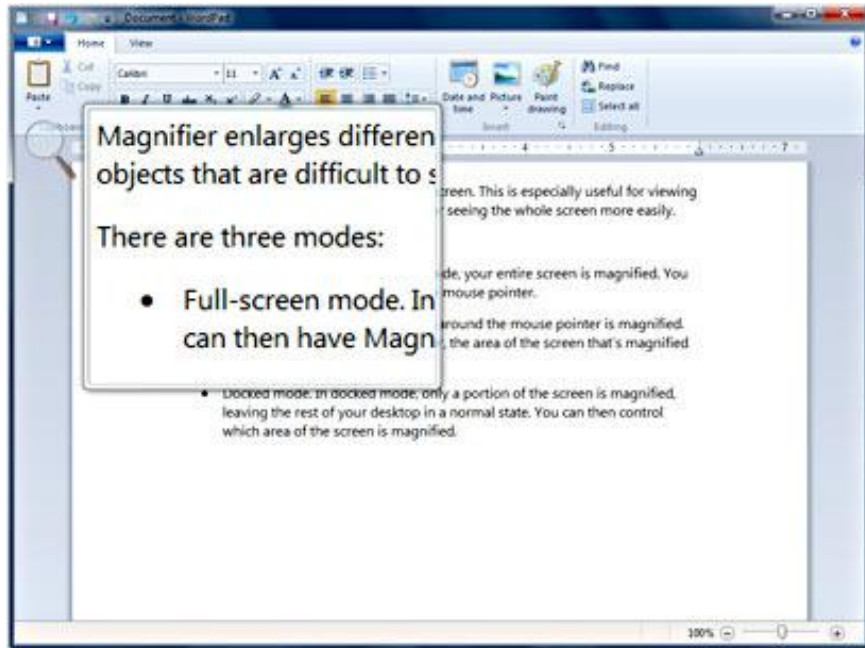 Document - WordPad
Home View
Paste
Cut
Copy
Calibri 11
Date and time
Picture
Paint drawing
Find
Replace
Select all
Insert
Editing
4 5 7
Magnifier enlarges differen
objects that are difficult to s
There are three modes:
• Full-screen mode. In
can then have Magn
creen. This is especially useful for viewing
seeing the whole screen more easily.
de, your entire screen is magnified. You
mouse pointer.
round the mouse pointer is magnified.
, the area of the screen that's magnified
• Docked mode. In docked mode, only a portion of the screen is magnified,
leaving the rest of your desktop in a normal state. You can then control
which area of the screen is magnified.
100%